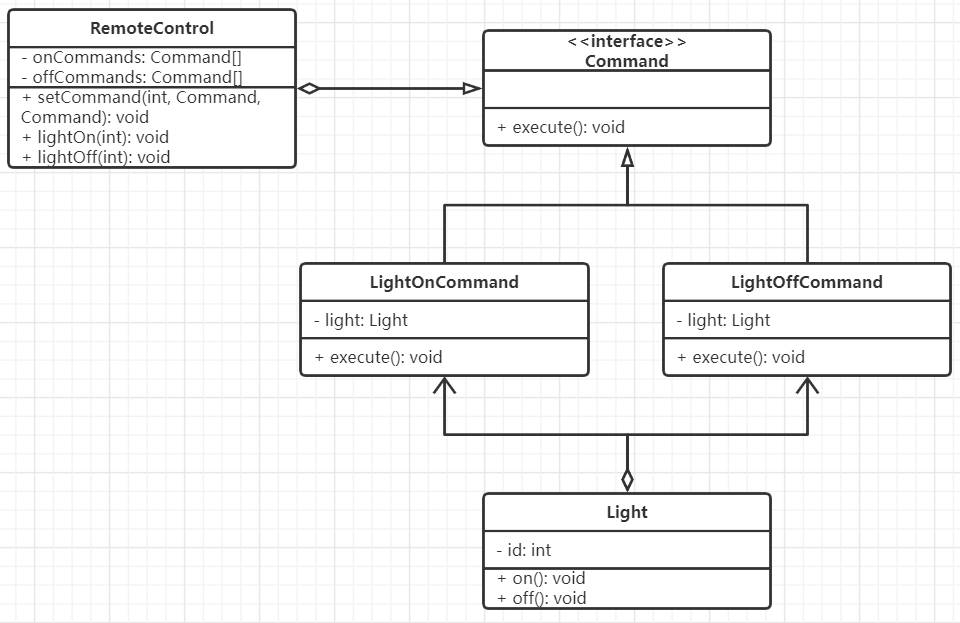 RemoteControl
- onCommands: Command[]
- offCommands: Command[]
+ setCommand(int, Command,
Command): void
+ lightOn(int): void
+ lightOff(int): void
<<interface>>
Command
+ execute(): void
LightOnCommand
- light: Light
+ execute(): void
LightOffCommand
- light: Light
+ execute(): void
Light
- id: int
+ on(): void
+ off(): void